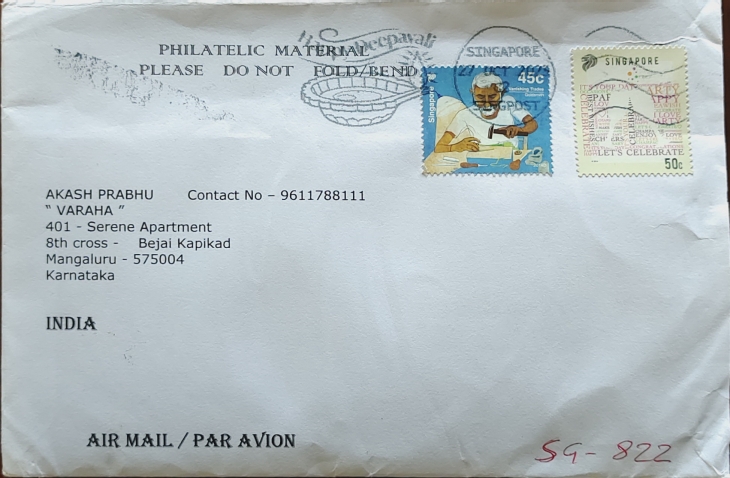 PHILATELIC MATERIAL
PLEASE DO NOT FOLD/BEND
Deepavali
SINGAPORE
27 OCT
SINGPOST
Singapore
45c
Vanishing Trades
SINGAPORE
LET'S CELEBRATE
50c
AKASH PRABHU Contact No – 9611788111
“ VARAHA ”
401 - Serene Apartment
8th cross - Bejai Kapikad
Mangaluru - 575004
Karnataka
INDIA
AIR MAIL / PAR AVION
SG - 822